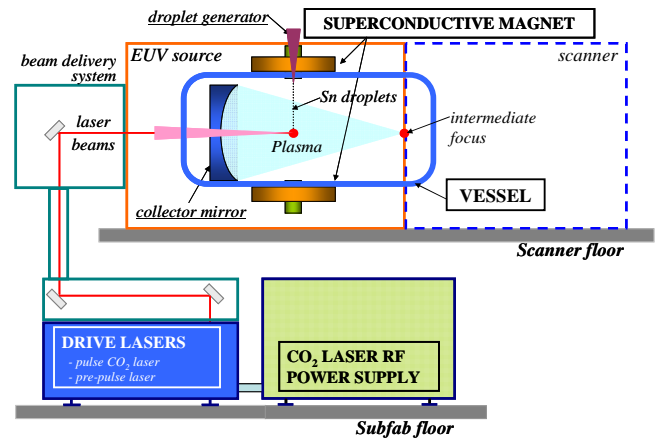 droplet generator
SUPERCONDUCTIVE MAGNET
beam delivery
system
EUV source
scanner
Sn droplets
laser
beams
intermediate
focus
Plasma
VESSEL
collector mirror
Scanner floor
DRIVE LASERS
- pulse CO₂ laser
- pre-pulse laser
CO₂ LASER RF
POWER SUPPLY
Subfab floor